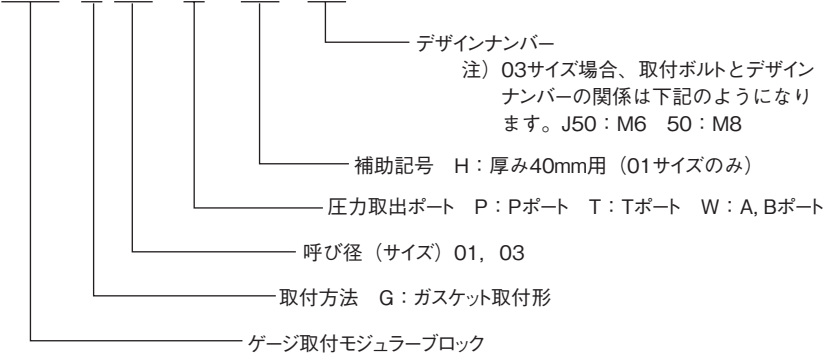 デザインナンバー
注）03サイズ場合、取付ボルトとデザイン
ナンバーの関係は下記のようになり
ます。J50：M6　50：M8
補助記号　H：厚み40mm用（01サイズのみ）
圧力取出ポート　P：Pポート　T：Tポート　W：A, Bポート
呼び径（サイズ）01，03
取付方法　G：ガスケット取付形
ゲージ取付モジュラーブロック